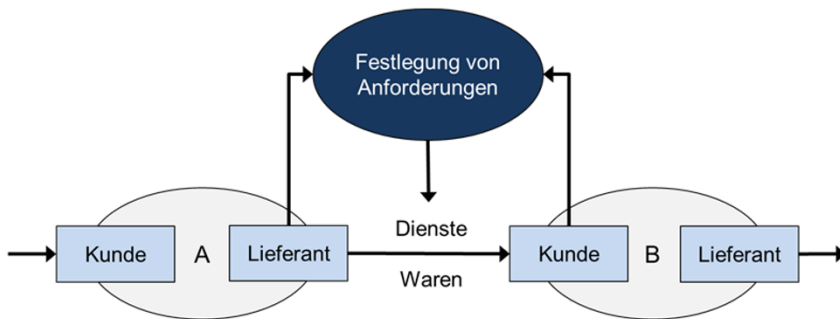 Festlegung von
Anforderungen
Dienste
Kunde A Lieferant Kunde B Lieferant
Waren